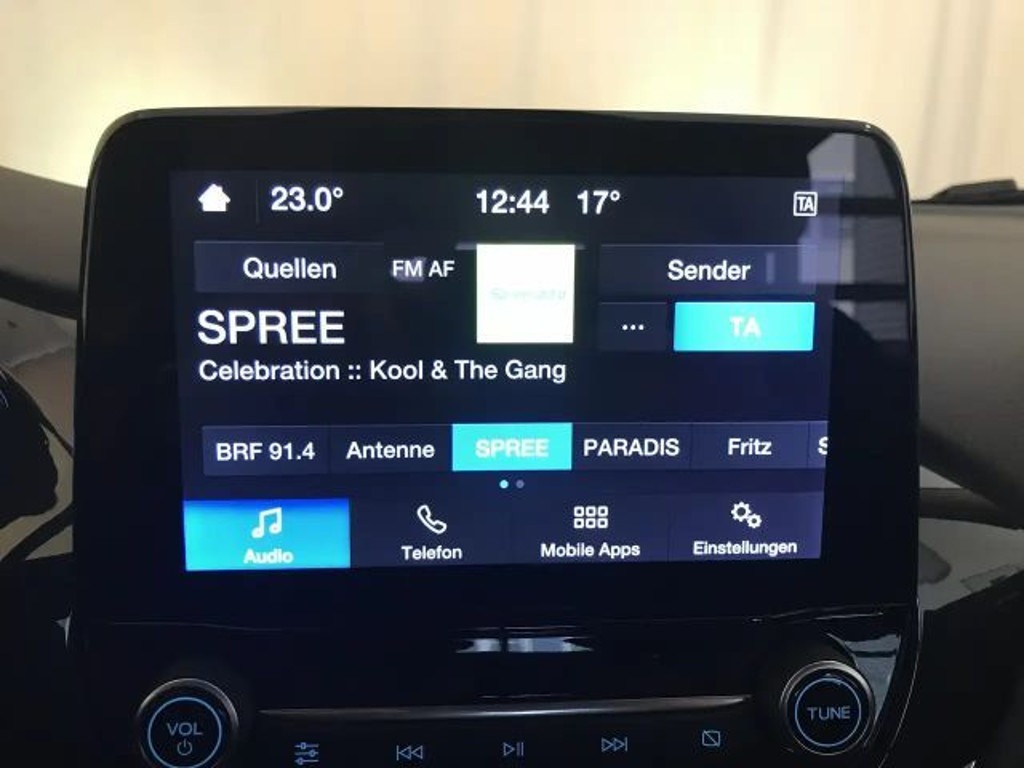 23.0° 12:44 17° TA
Quellen FM AF Sender
SPREE ... TA
Celebration :: Kool & The Gang
BRF 91.4 Antenne SPREE PARADIS Fritz S
Audio Telefon Mobile Apps Einstellungen
VOL TUNE